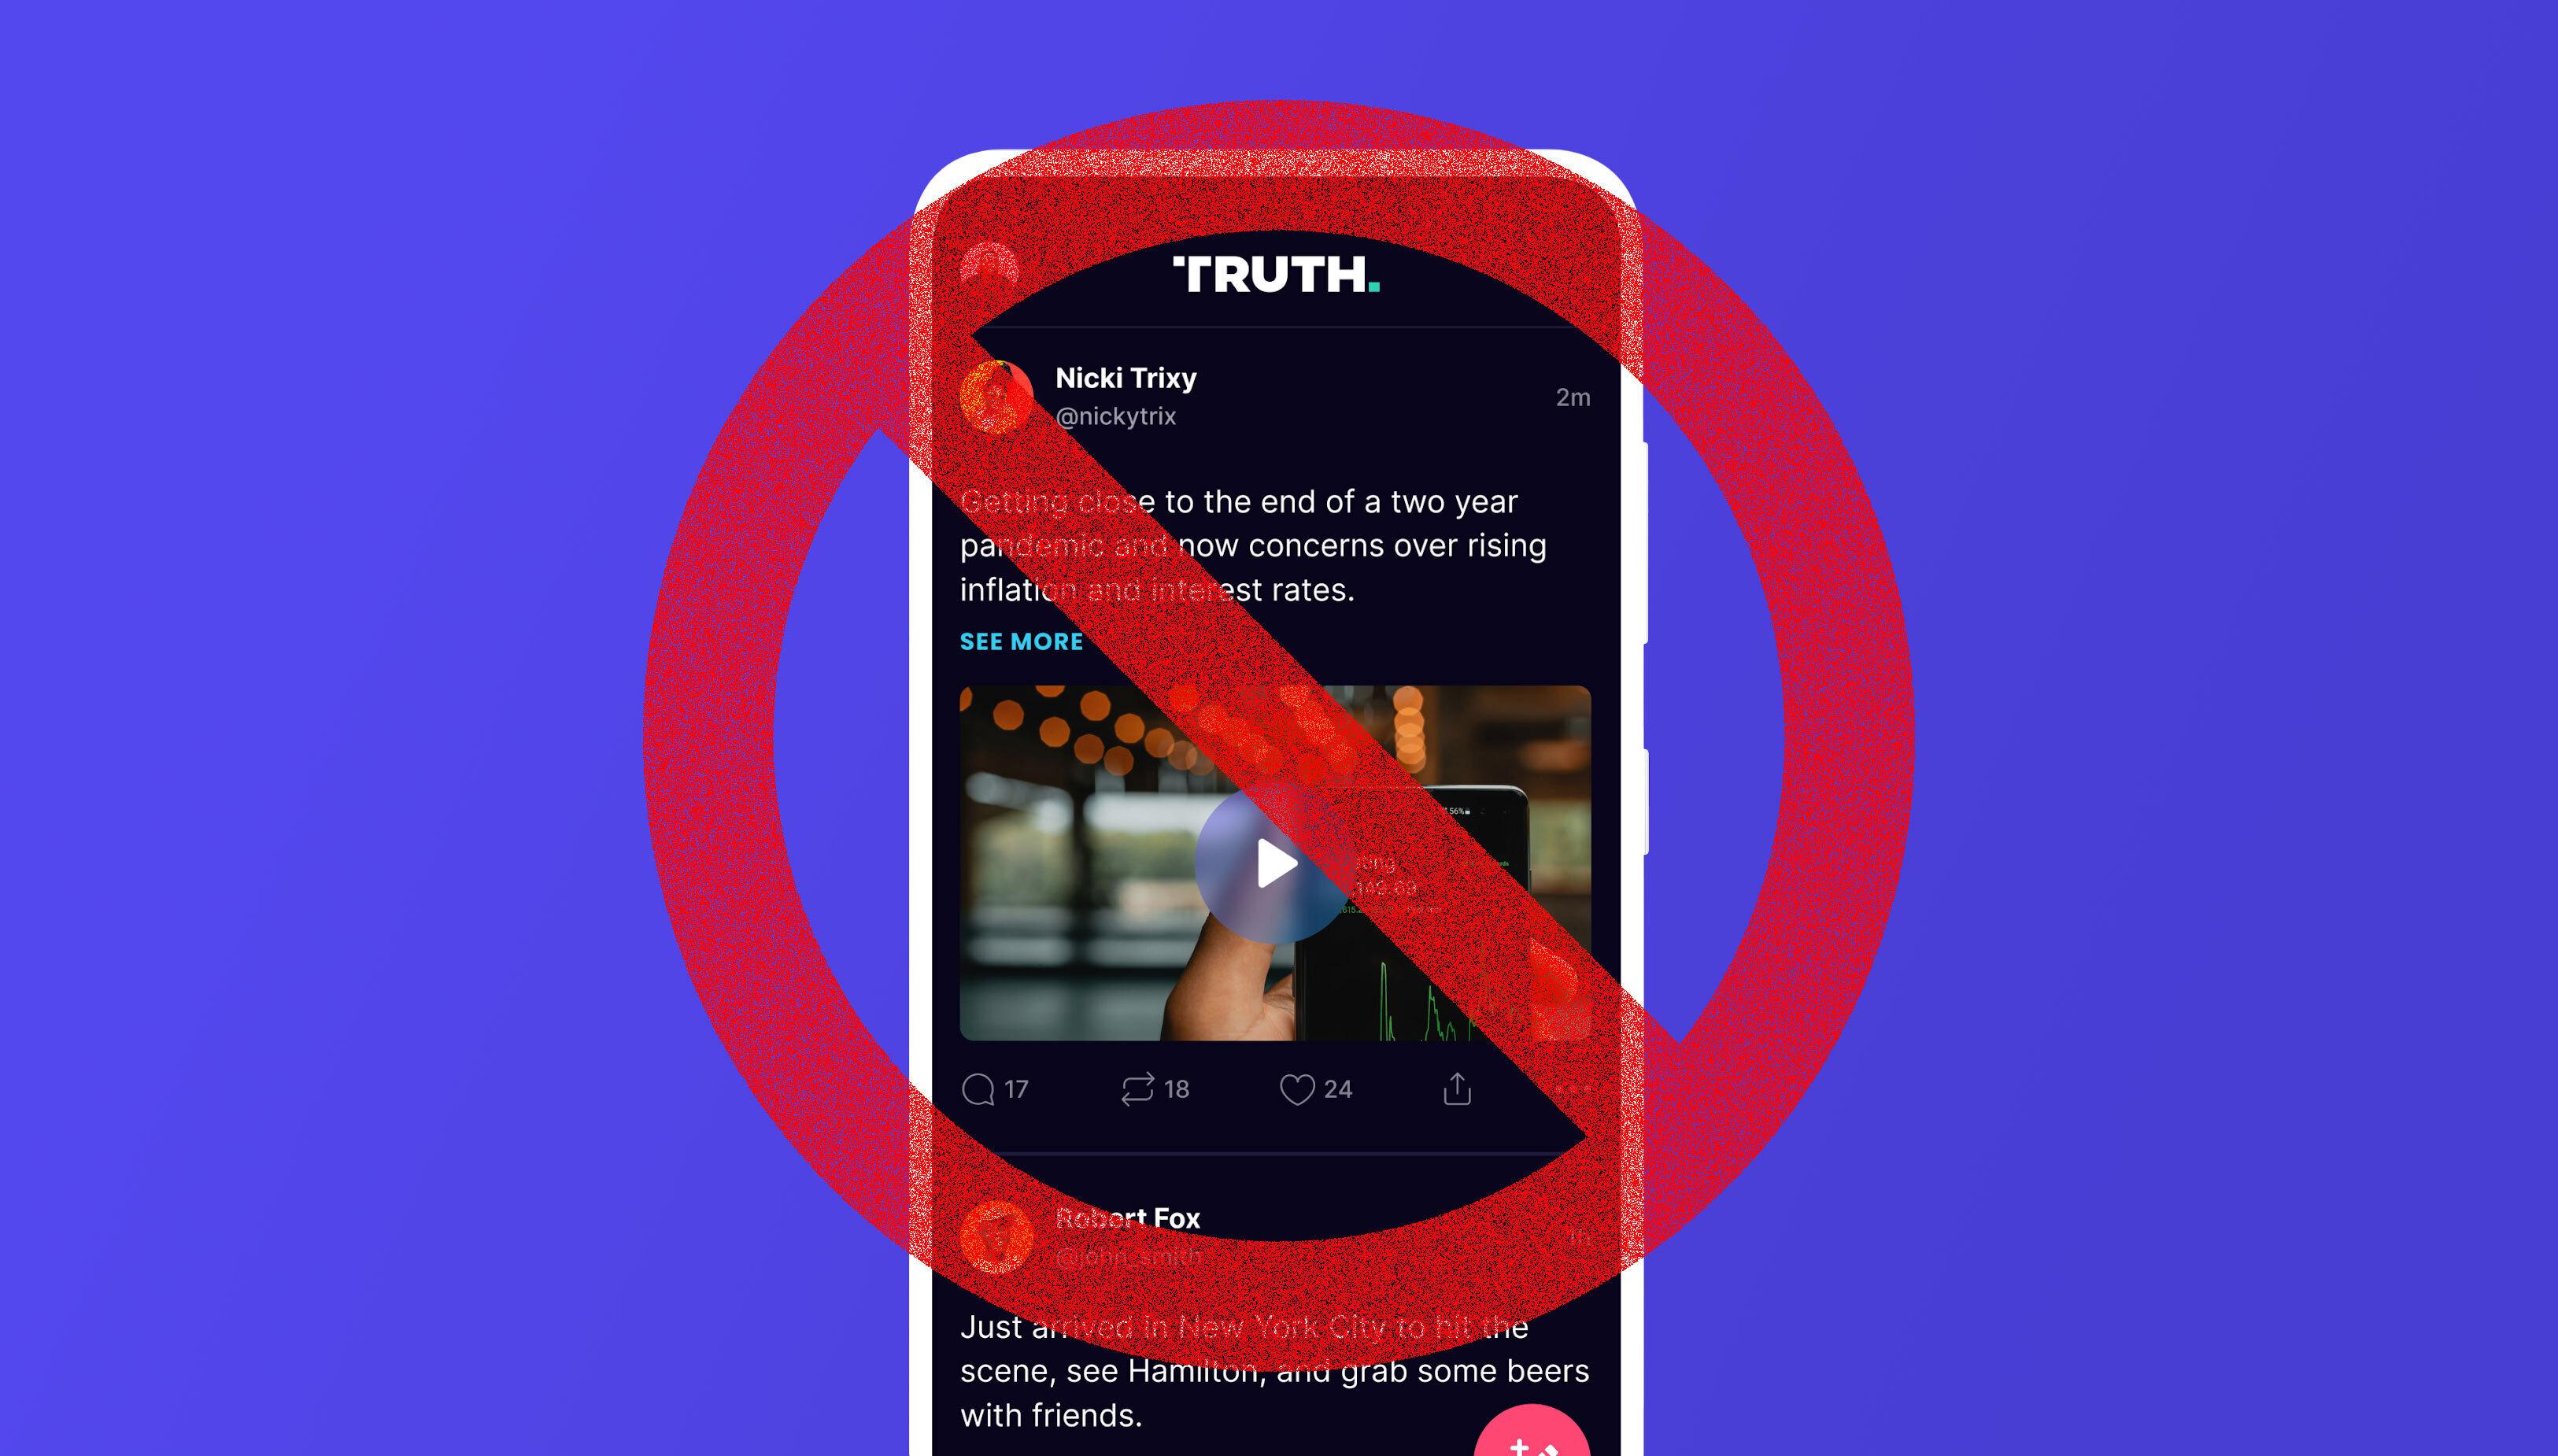 TRUTH.
Nicki Trixy
2m
@nickytrix
Getting close to the end of a two year
pandemic and now concerns over rising
inflation and interest rates.
SEE MORE
56%
17 18 24
Robert Fox
@john_smith
Just arrived in New York City to hit the
scene, see Hamilton, and grab some beers
with friends.